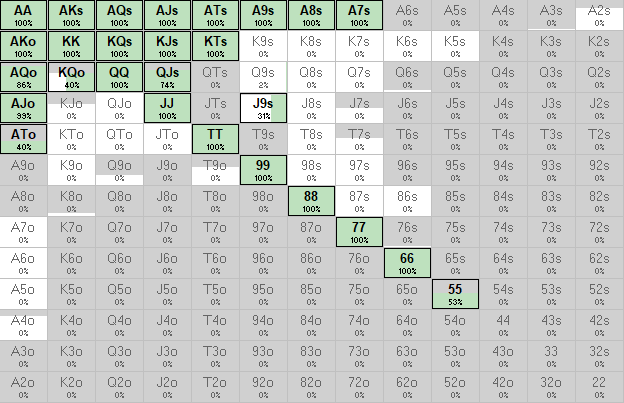 AA AKs AQs AJs ATs A9s A8s A7s A6s A5s A4s A3s A2s
100% 100% 100% 100% 100% 100% 100% 100% 0% 0% 0% 0% 0%
AKo KK KQs KJs KTs K9s K8s K7s K6s K5s K4s K3s K2s
100% 100% 100% 100% 100% 0% 0% 0% 0% 0% 0% 0% 0%
AQo KQo QQ QJs QTs Q9s Q8s Q7s Q6s Q5s Q4s Q3s Q2s
86% 40% 100% 74% 0% 2% 0% 0% 0% 0% 0% 0% 0%
AJo KJo QJo JJ JTs J9s J8s J7s J6s J5s J4s J3s J2s
99% 0% 0% 100% 0% 31% 0% 0% 0% 0% 0% 0% 0%
ATo KTo QTo JTo TT T9s T8s T7s T6s T5s T4s T3s T2s
40% 0% 0% 0% 100% 0% 0% 0% 0% 0% 0% 0% 0%
A9o K9o Q9o J9o T9o 99 98s 97s 96s 95s 94s 93s 92s
0% 0% 0% 0% 0% 100% 0% 0% 0% 0% 0% 0% 0%
A8o K8o Q8o J8o T8o 98o 88 87s 86s 85s 84s 83s 82s
0% 0% 0% 0% 0% 0% 100% 0% 0% 0% 0% 0% 0%
A7o K7o Q7o J7o T7o 97o 87o 77 76s 75s 74s 73s 72s
0% 0% 0% 0% 0% 0% 0% 100% 0% 0% 0% 0% 0%
A6o K6o Q6o J6o T6o 96o 86o 76o 66 65s 64s 63s 62s
0% 0% 0% 0% 0% 0% 0% 0% 100% 0% 0% 0% 0%
A5o K5o Q5o J5o T5o 95o 85o 75o 65o 55 54s 53s 52s
0% 0% 0% 0% 0% 0% 0% 0% 0% 53% 0% 0% 0%
A4o K4o Q4o J4o T4o 94o 84o 74o 64o 54o 44 43s 42s
0% 0% 0% 0% 0% 0% 0% 0% 0% 0% 0% 0% 0%
A3o K3o Q3o J3o T3o 93o 83o 73o 63o 53o 43o 33 32s
0% 0% 0% 0% 0% 0% 0% 0% 0% 0% 0% 0% 0%
A2o K2o Q2o J2o T2o 92o 82o 72o 62o 52o 42o 32o 22
0% 0% 0% 0% 0% 0% 0% 0% 0% 0% 0% 0% 0%